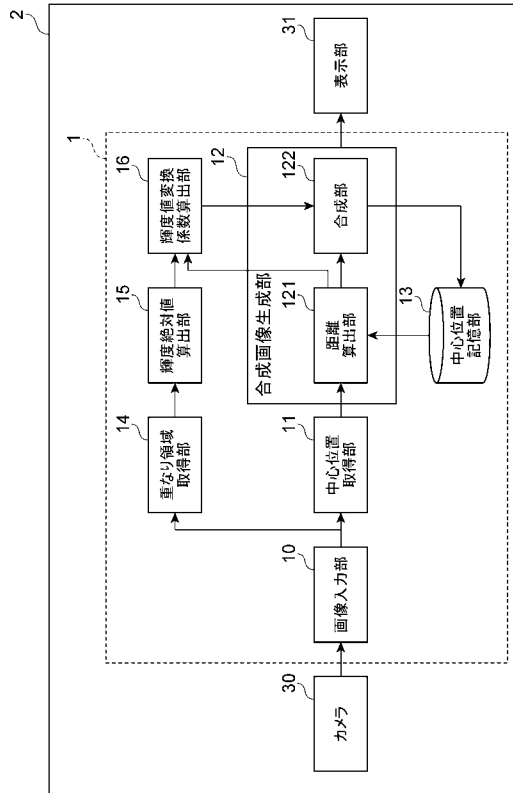 2
1
30
カメラ
10
画像入力部
14
重なり領域
取得部
15
輝度絶対値
算出部
16
輝度値変換
係数算出部
11
中心位置
取得部
12
合成画像生成部
121
距離
算出部
122
合成部
13
中心位置
記憶部
31
表示部